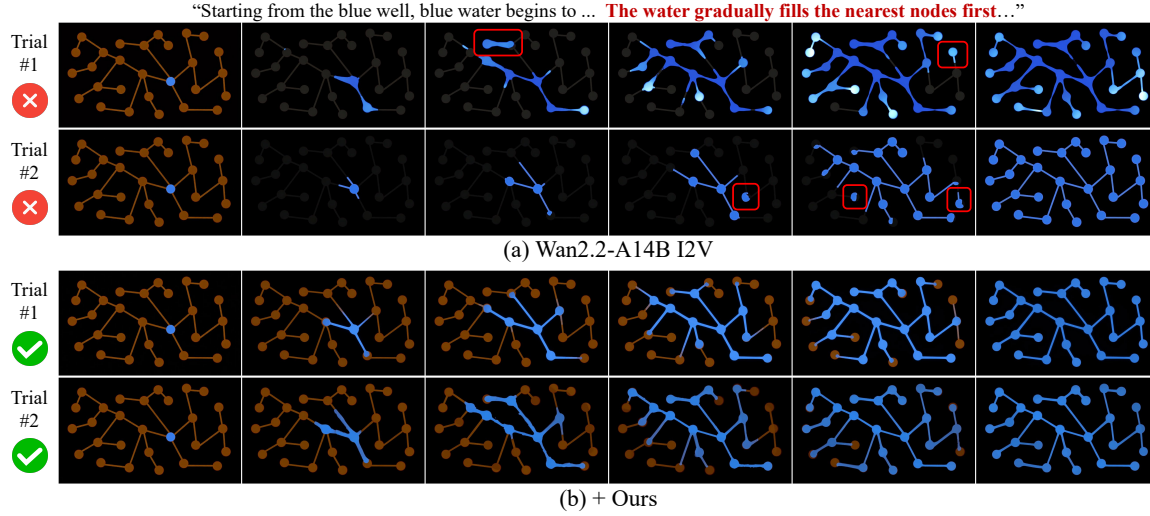 “Starting from the blue well, blue water begins to ... The water gradually fills the nearest nodes first…”
Trial
#1
Trial
#2
(a) Wan2.2-A14B I2V
Trial
#1
Trial
#2
(b) + Ours